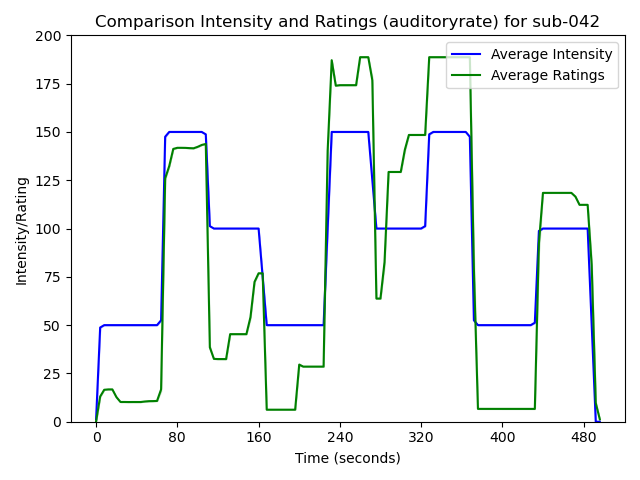 Comparison Intensity and Ratings (auditoryrate) for sub-042
200
175
150
125
100
75
50
25
0
Intensity/Rating
Average Intensity
Average Ratings
0 80 160 240 320 400 480
Time (seconds)